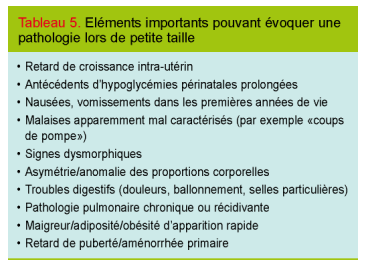 Tableau 5. Eléments importants pouvant évoquer une
pathologie lors de petite taille
• Retard de croissance intra-utérin
• Antécédents d'hypoglycémies périnatales prolongées
• Nausées, vomissements dans les premières années de vie
• Malaises apparemment mal caractérisés (par exemple «coups
de pompe»)
• Signes dysmorphiques
• Asymétrie/anomalie des proportions corporelles
• Troubles digestifs (douleurs, ballonnement, selles particulières)
• Pathologie pulmonaire chronique ou récidivante
• Maigreur/adiposité/obésité d'apparition rapide
• Retard de puberté/aménorrhée primaire